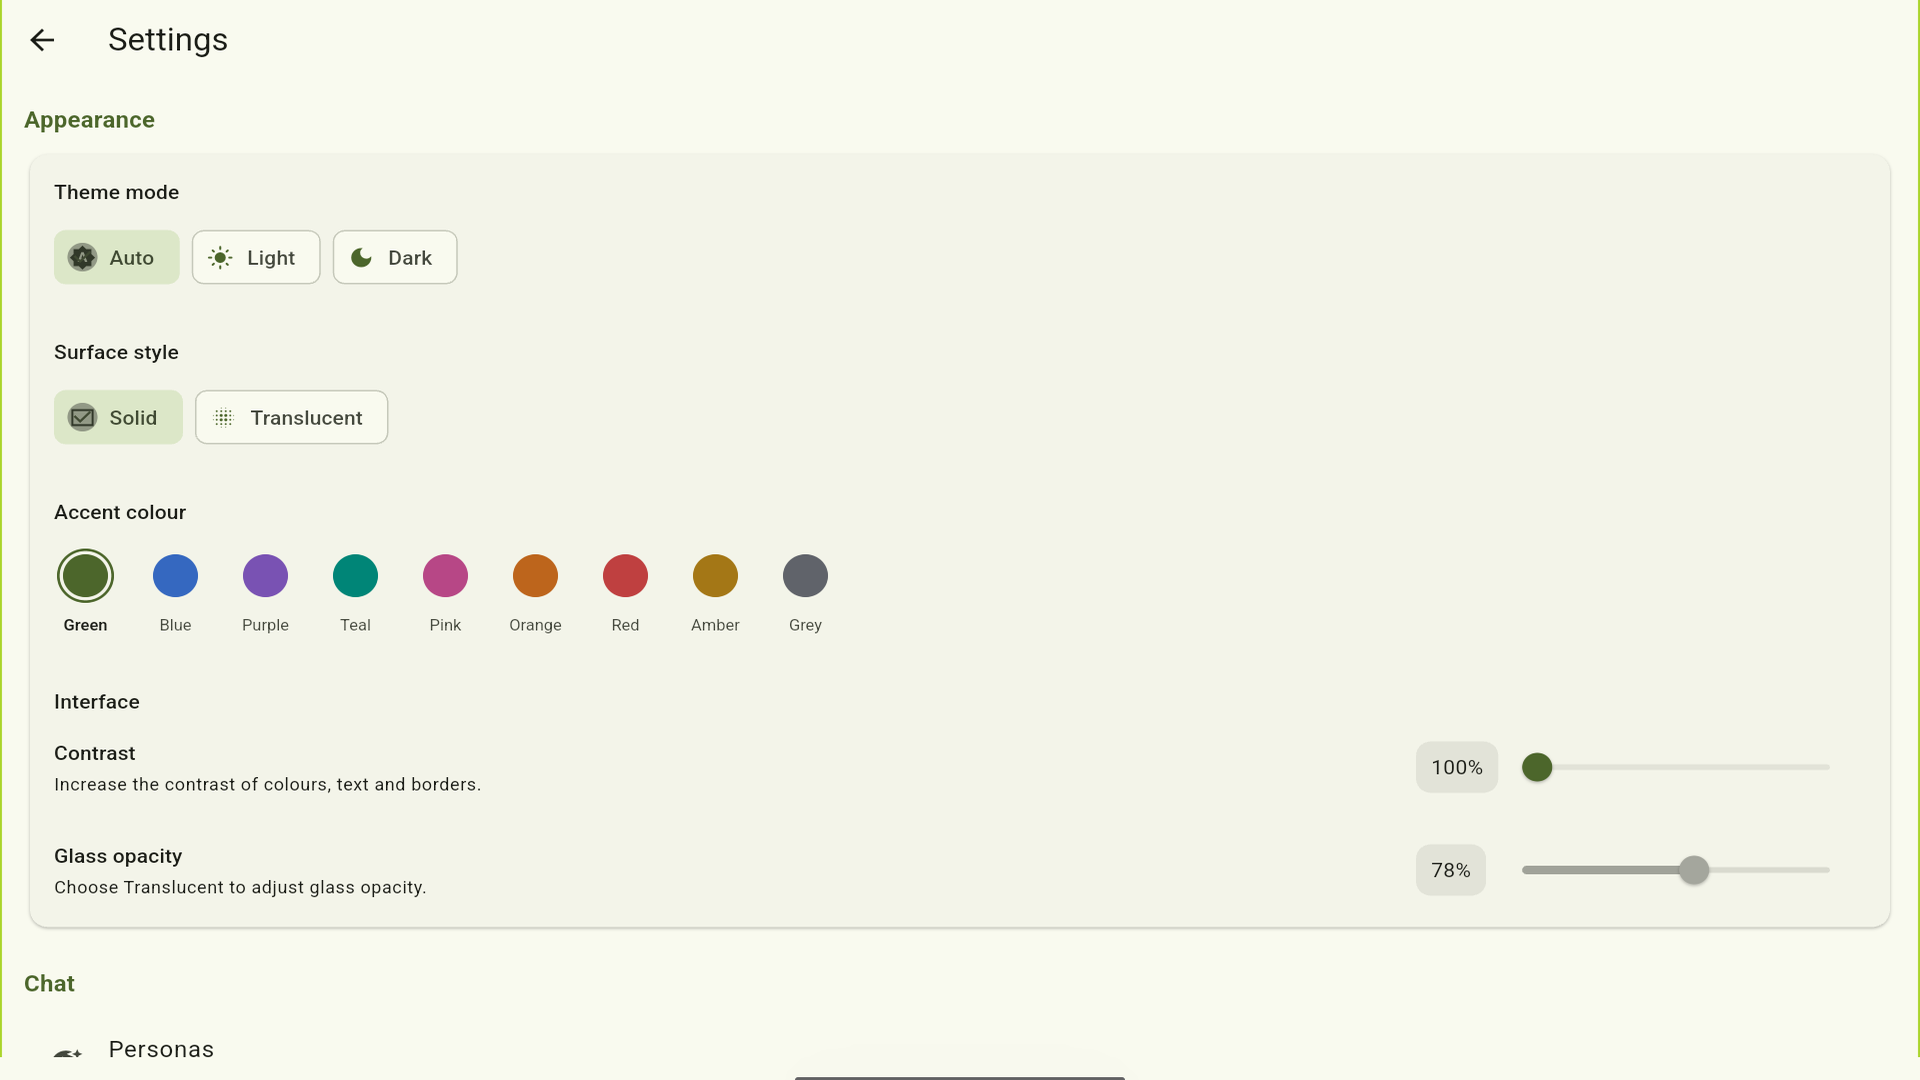 Settings
Appearance
Theme mode
Auto
Light
Dark
Surface style
Solid
Translucent
Accent colour
Green
Blue
Purple
Teal
Pink
Orange
Red
Amber
Grey
Interface
Contrast
Increase the contrast of colours, text and borders.
100%
Glass opacity
Choose Translucent to adjust glass opacity.
78%
Chat
Personas